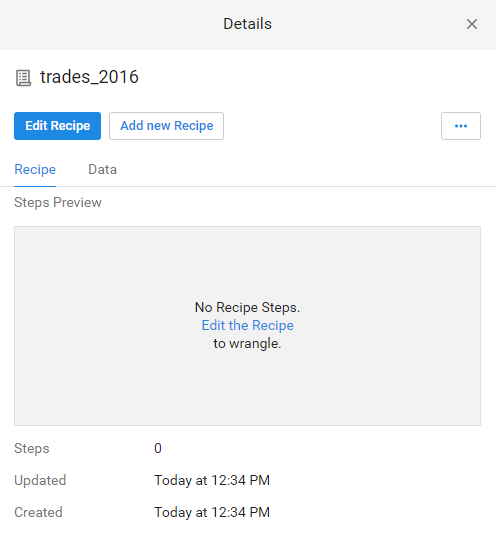 Details
trades_2016
Edit Recipe Add new Recipe
Recipe Data
Steps Preview
No Recipe Steps.
Edit the Recipe
to wrangle.
Steps 0
Updated Today at 12:34 PM
Created Today at 12:34 PM